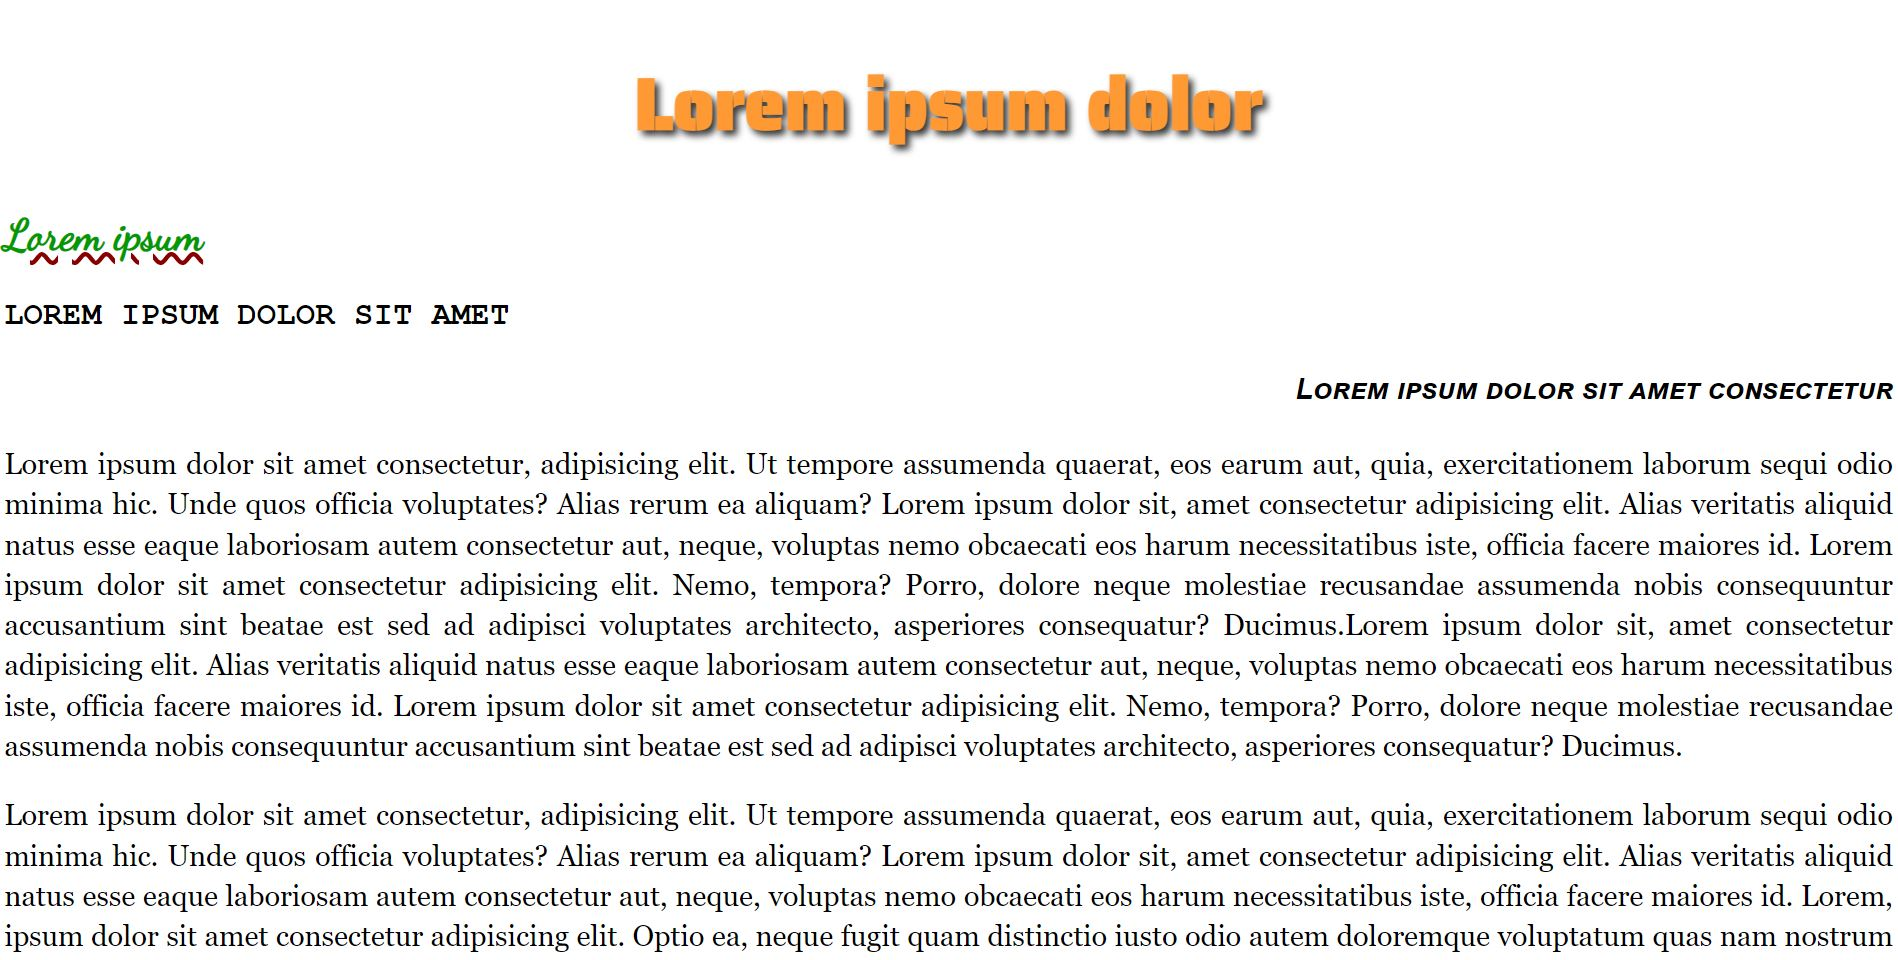 Lorem ipsum dolor
Lorem ipsum
LOREM IPSUM DOLOR SIT AMET
LOREM IPSUM DOLOR SIT AMET CONSECTETUR
Lorem ipsum dolor sit amet consectetur, adipisicing elit. Ut tempore assumenda quaerat, eos earum aut, quia, exercitationem laborum sequi odio
minima hic. Unde quos officia voluptates? Alias rerum ea aliquam? Lorem ipsum dolor sit, amet consectetur adipisicing elit. Alias veritatis aliquid
natus esse eaque laboriosam autem consectetur aut, neque, voluptas nemo obcaecati eos harum necessitatibus iste, officia facere maiores id. Lorem
ipsum dolor sit amet consectetur adipisicing elit. Nemo, tempora? Porro, dolore neque molestiae recusandae assumenda nobis consequuntur
accusantium sint beatae est sed ad adipisci voluptates architecto, asperiores consequatur? Ducimus.Lorem ipsum dolor sit, amet consectetur
adipisicing elit. Alias veritatis aliquid natus esse eaque laboriosam autem consectetur aut, neque, voluptas nemo obcaecati eos harum necessitatibus
iste, officia facere maiores id. Lorem ipsum dolor sit amet consectetur adipisicing elit. Nemo, tempora? Porro, dolore neque molestiae recusandae
assumenda nobis consequuntur accusantium sint beatae est sed ad adipisci voluptates architecto, asperiores consequatur? Ducimus.
Lorem ipsum dolor sit amet consectetur, adipisicing elit. Ut tempore assumenda quaerat, eos earum aut, quia, exercitationem laborum sequi odio
minima hic. Unde quos officia voluptates? Alias rerum ea aliquam? Lorem ipsum dolor sit, amet consectetur adipisicing elit. Alias veritatis aliquid
natus esse eaque laboriosam autem consectetur aut, neque, voluptas nemo obcaecati eos harum necessitatibus iste, officia facere maiores id. Lorem,
ipsum dolor sit amet consectetur adipisicing elit. Optio ea, neque fugit quam distinctio iusto odio autem doloremque voluptatum quas nam nostrum